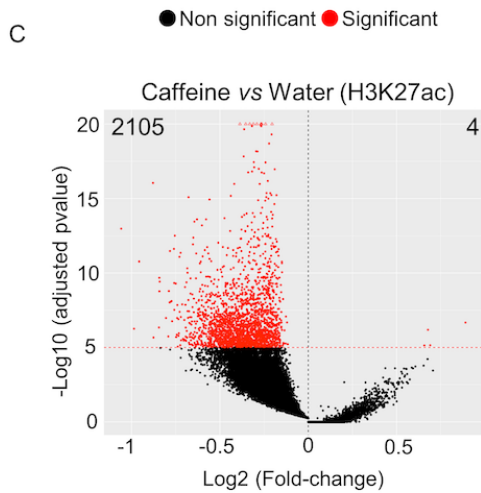 C
Non significant Significant
Caffeine vs Water (H3K27ac)
2105 4
20
15
10
5
0
-Log10 (adjusted pvalue)
-1 -0.5 0 0.5
Log2 (Fold-change)